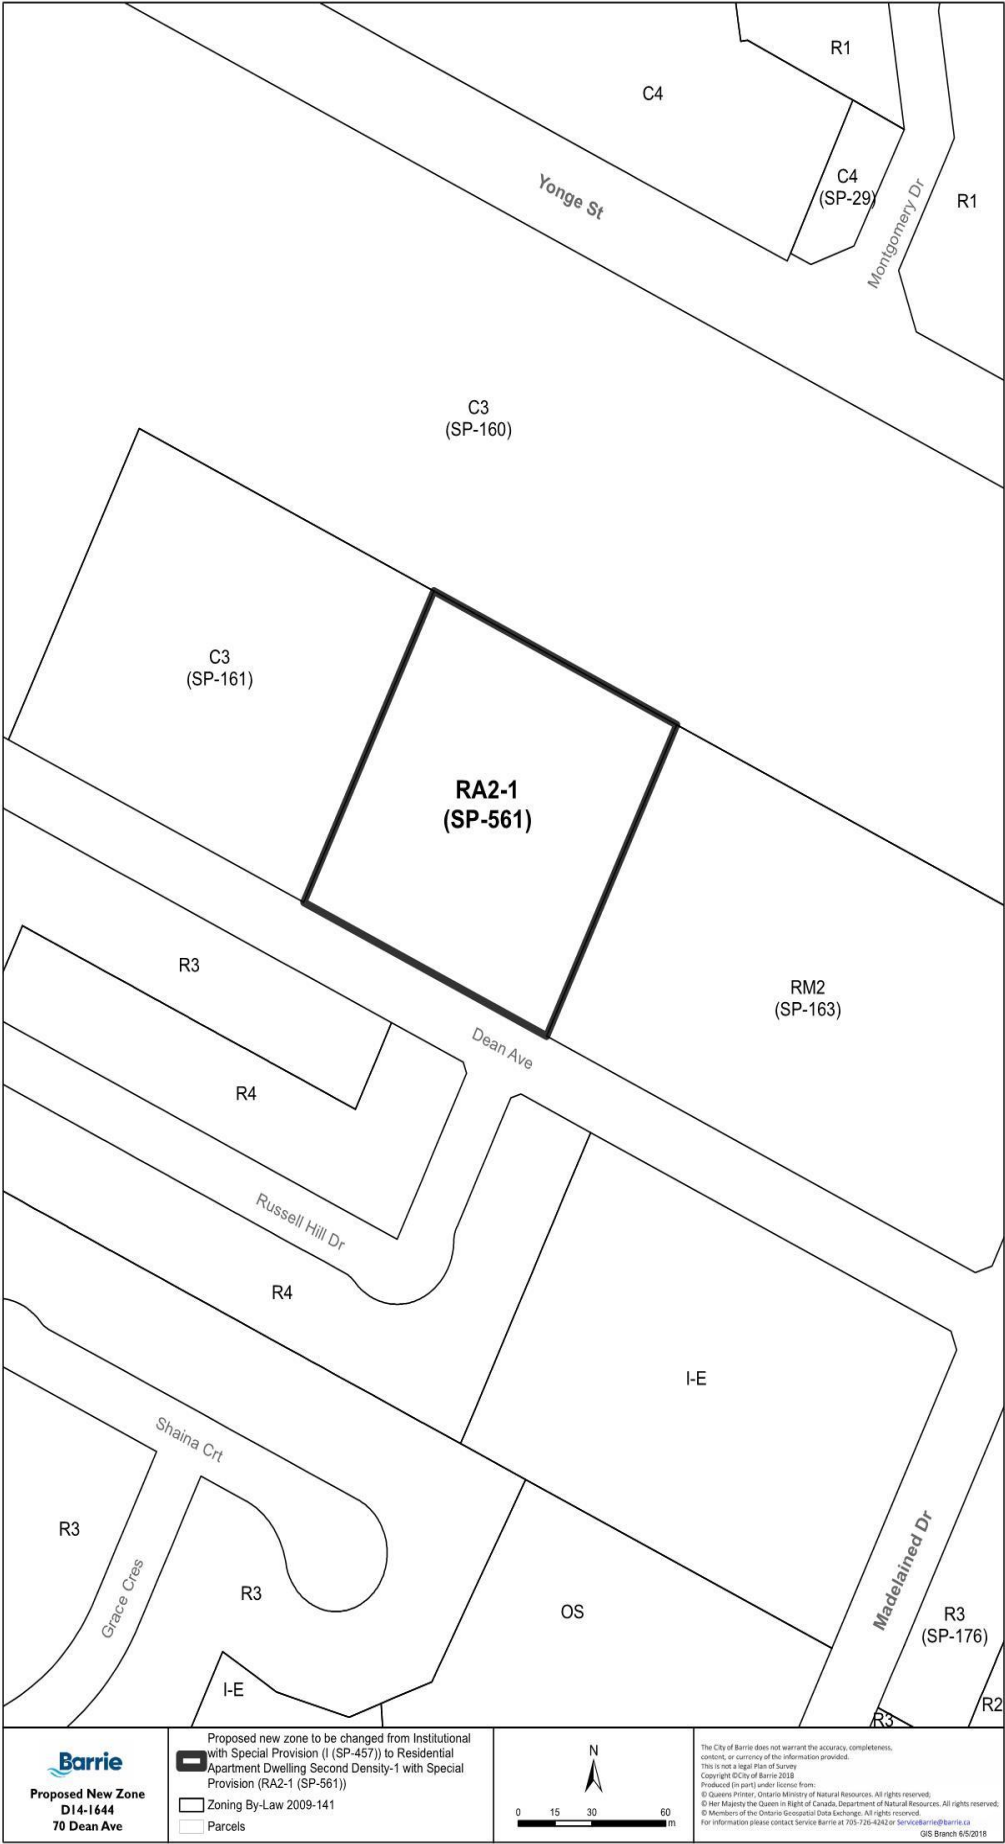 R1
C4
C4
(SP-29)
R1
Yonge St
Montgomery Dr
C3
(SP-160)
C3
(SP-161)
RA2-1
(SP-561)
R3
RM2
(SP-163)
Dean Ave
R4
Russell Hill Dr
R4
I-E
Shaina Crt
R3
Grace Cres
R3
OS
Madelained Dr
R3
(SP-176)
I-E
R2
R3
Barrie
Proposed New Zone
D14-1644
70 Dean Ave
Proposed new zone to be changed from Institutional
with Special Provision (I (SP-457)) to Residential
Apartment Dwelling Second Density-1 with Special
Provision (RA2-1 (SP-561))
Zoning By-Law 2009-141
Parcels
N
0 15 30 60
m
The City of Barrie does not warrant the accuracy, completeness,
content, or currency of the information provided.
This is not a legal Plan of Survey
Copyright ©City of Barrie 2018
Produced (in part) under license from:
© Queens Printer, Ontario Ministry of Natural Resources. All rights reserved;
© Her Majesty the Queen in Right of Canada, Department of Natural Resources. All rights reserved;
© Members of the Ontario Geospatial Data Exchange. All rights reserved.
For information please contact Service Barrie at 705-726-4242 or ServiceBarrie@barrie.ca
GIS Branch 6/5/2018